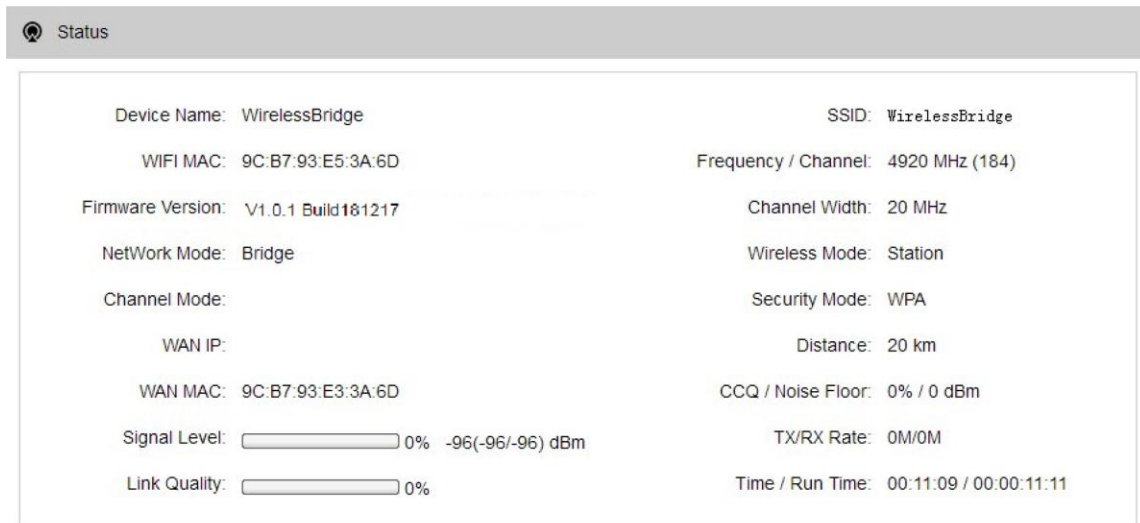 Status
Device Name: WirelessBridge
SSID: WirelessBridge
WIFI MAC: 9C:B7:93:E5:3A:6D
Frequency / Channel: 4920 MHz (184)
Firmware Version: V1.0.1 Build181217
Channel Width: 20 MHz
NetWork Mode: Bridge
Wireless Mode: Station
Channel Mode:
Security Mode: WPA
WAN IP:
Distance: 20 km
WAN MAC: 9C:B7:93:E3:3A:6D
CCQ / Noise Floor: 0% / 0 dBm
Signal Level: 0% -96(-96/-96) dBm
TX/RX Rate: 0M/0M
Link Quality: 0%
Time / Run Time: 00:11:09 / 00:00:11:11